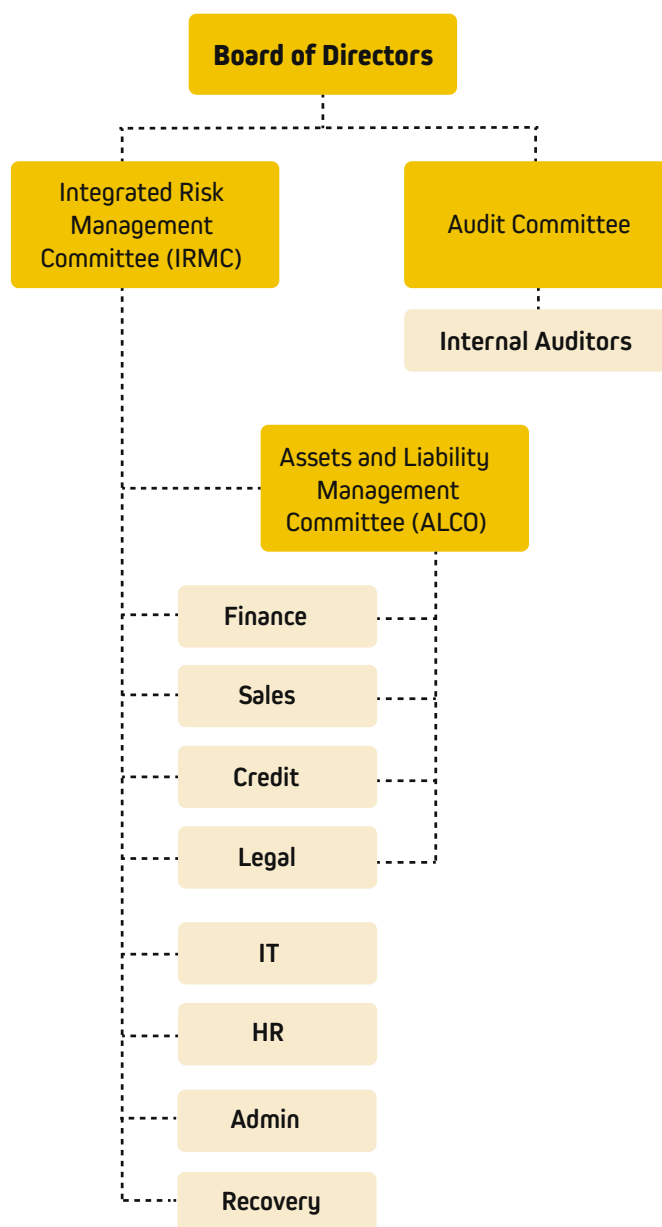 Board of Directors
Integrated Risk
Management
Committee (IRMC)
Audit Committee
Internal Auditors
Assets and Liability
Management
Committee (ALCO)
Finance
Sales
Credit
Legal
IT
HR
Admin
Recovery